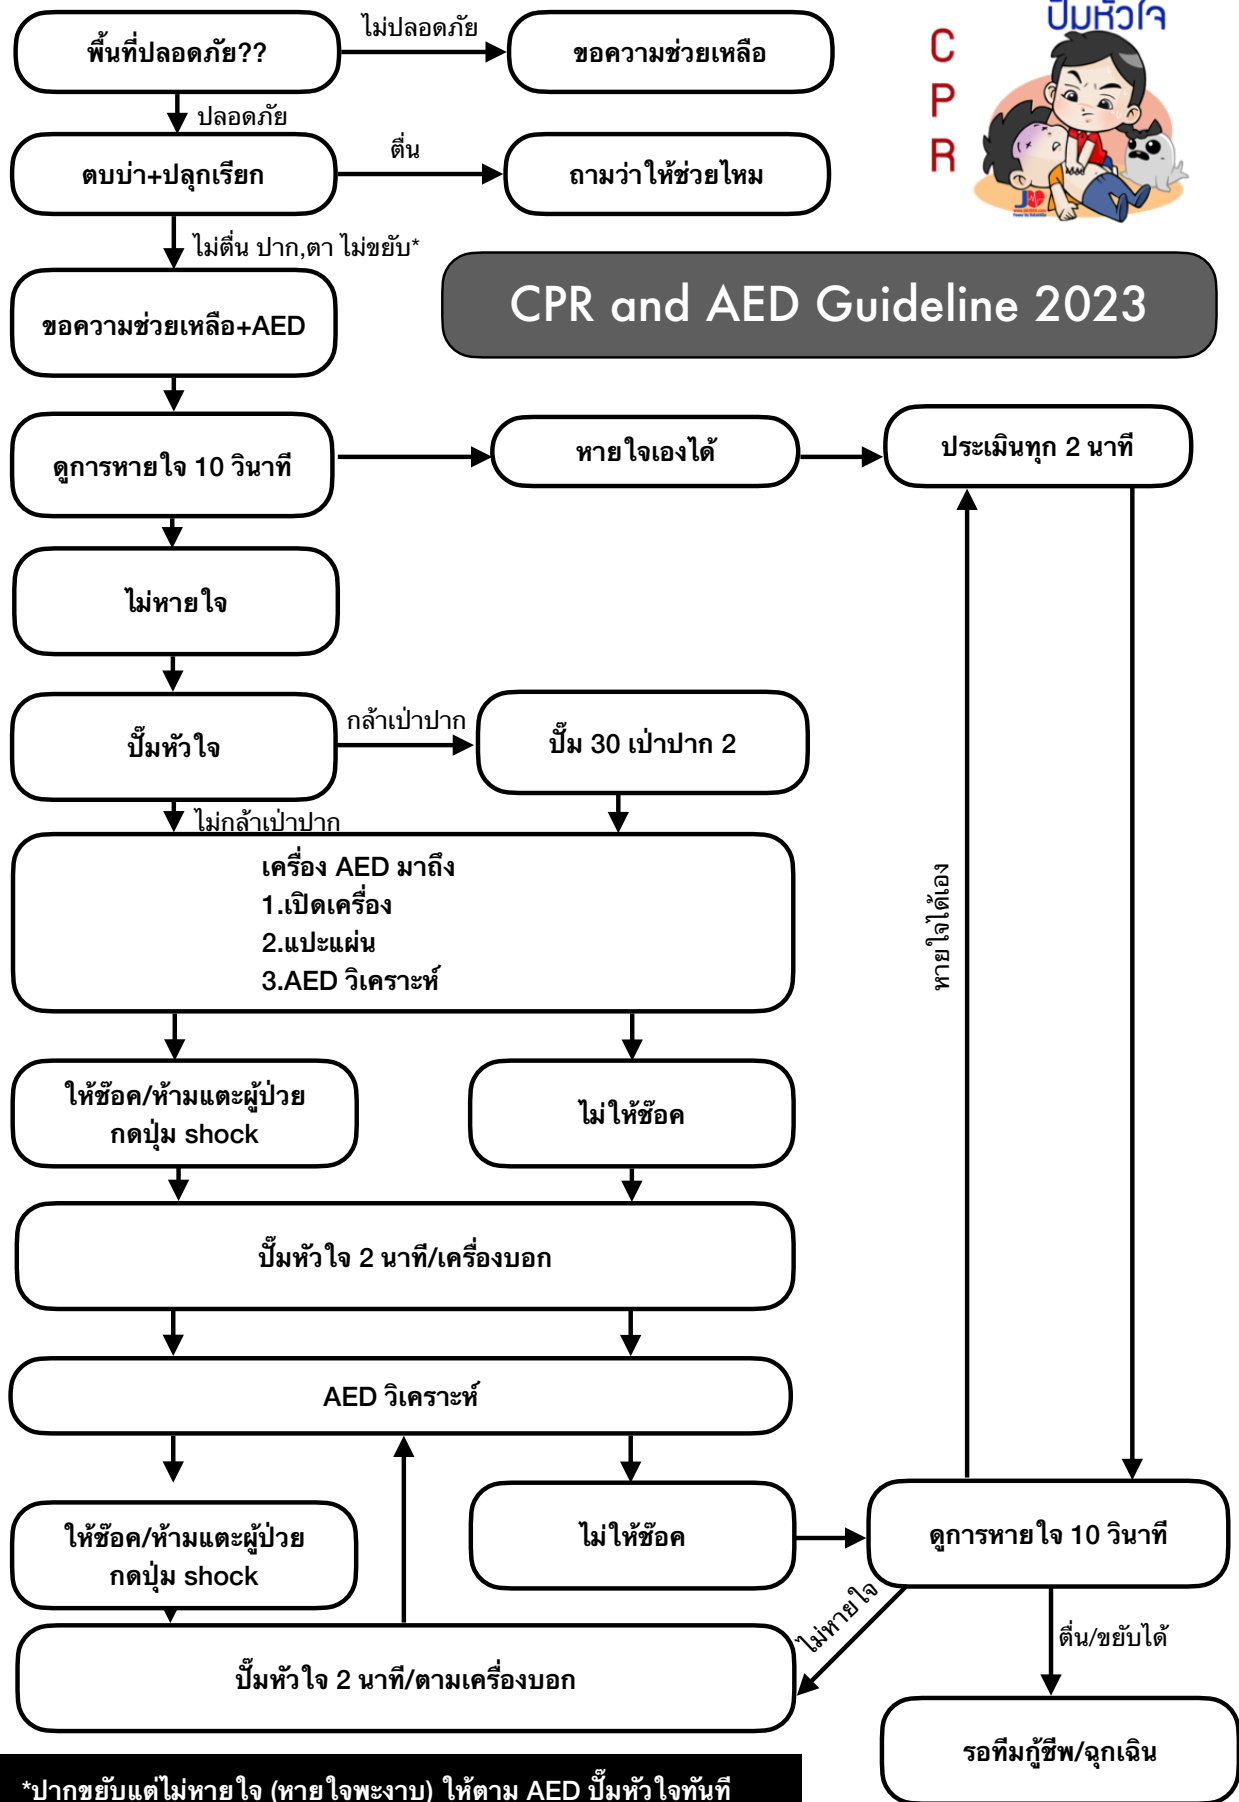 ปั๊มหัวใจ
C
P
R
พื้นที่ปลอดภัย??
ไม่ปลอดภัย
ขอความช่วยเหลือ
ปลอดภัย
ตบบ่า+ปลุกเรียก
ตื่น
ถามว่าให้ช่วยไหม
ไม่ตื่น ปาก,ตา ไม่ขยับ*
CPR and AED Guideline 2023
ขอความช่วยเหลือ+AED
ดูการหายใจ 10 วินาที
หายใจเองได้
ประเมินทุก 2 นาที
ไม่หายใจ
ปั๊มหัวใจ
กล้าเป่าปาก
ปั๊ม 30 เป่าปาก 2
ไม่กล้าเป่าปาก
เครื่อง AED มาถึง
1.เปิดเครื่อง
2.แปะแผ่น
3.AED วิเคราะห์
หายใจได้เอง
ให้ช๊อค/ห้ามแตะผู้ป่วย
กดปุ่ม shock
ไม่ให้ช๊อค
ปั๊มหัวใจ 2 นาที/เครื่องบอก
AED วิเคราะห์
ให้ช๊อค/ห้ามแตะผู้ป่วย
กดปุ่ม shock
ไม่ให้ช๊อค
ดูการหายใจ 10 วินาที
ไม่หายใจ
ตื่น/ขยับได้
ปั๊มหัวใจ 2 นาที/ตามเครื่องบอก
รอทีมกู้ชีพ/ฉุกเฉิน
*ปากขยับแต่ไม่หายใจ (หายใจพะงาบ) ให้ตาม AED ปั๊มหัวใจทันที